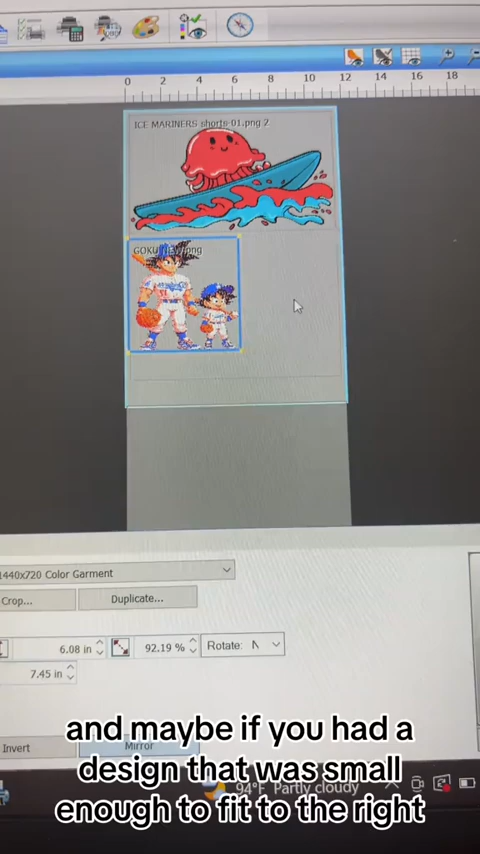 0 2 4 6 8 10 12 14 16 18
ICE MARINERS shorts-01.png 2
GOKU png
1440x720 Color Garment
Crop...
Duplicate...
6.08 in
92.19 %
Rotate:
7.45 in
Invert
Mirror
and maybe if you had a
design that was small
enough to fit to the right
94°F Partly cloudy